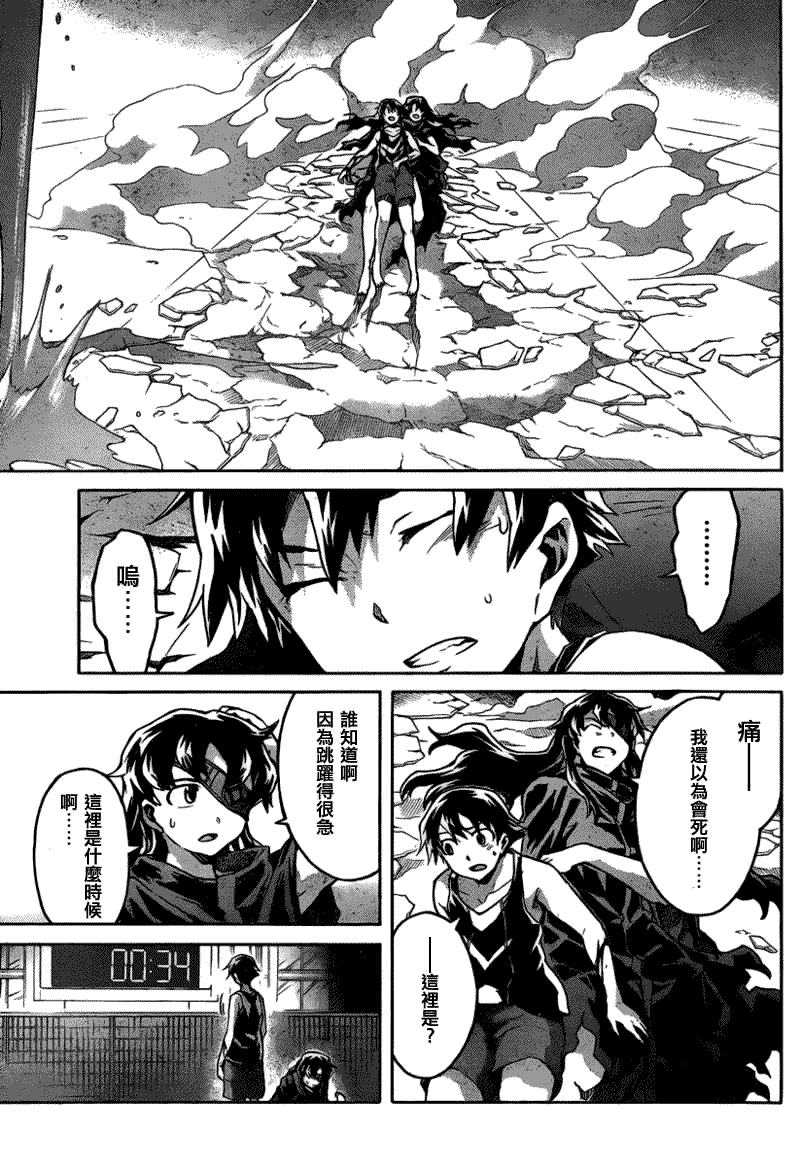 ……
嗚……
痛——
我還以為會死啊……
——這裡是？
誰知道啊
因為跳躍得很急
這裡是什麼時候
啊……
00:34